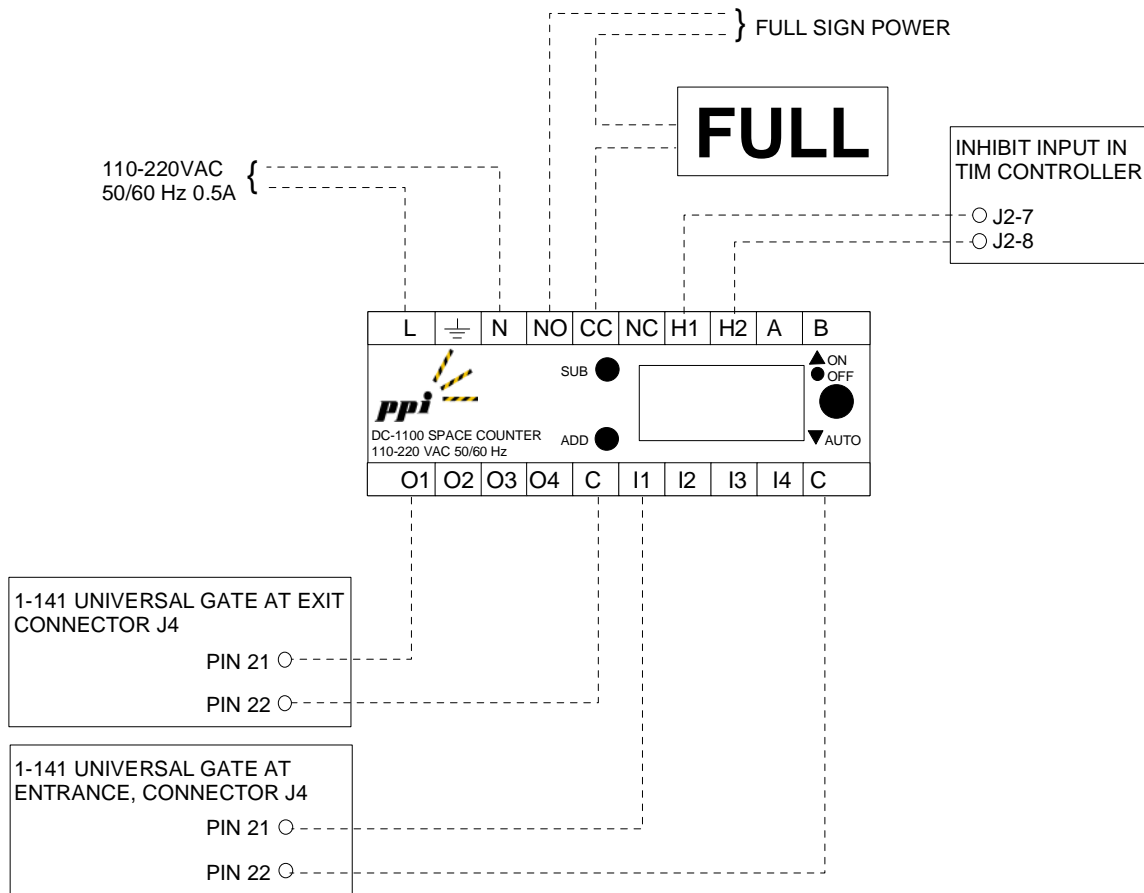 } FULL SIGN POWER
FULL
110-220VAC {
50/60 Hz 0.5A
INHIBIT INPUT IN
TIM CONTROLLER
J2-7
J2-8
L N NO CC NC H1 H2 A B
SUB
ON
OFF
ppi
DC-1100 SPACE COUNTER
110-220 VAC 50/60 Hz
ADD
AUTO
O1 O2 O3 O4 C I1 I2 I3 I4 C
1-141 UNIVERSAL GATE AT EXIT
CONNECTOR J4
PIN 21
PIN 22
1-141 UNIVERSAL GATE AT
ENTRANCE, CONNECTOR J4
PIN 21
PIN 22